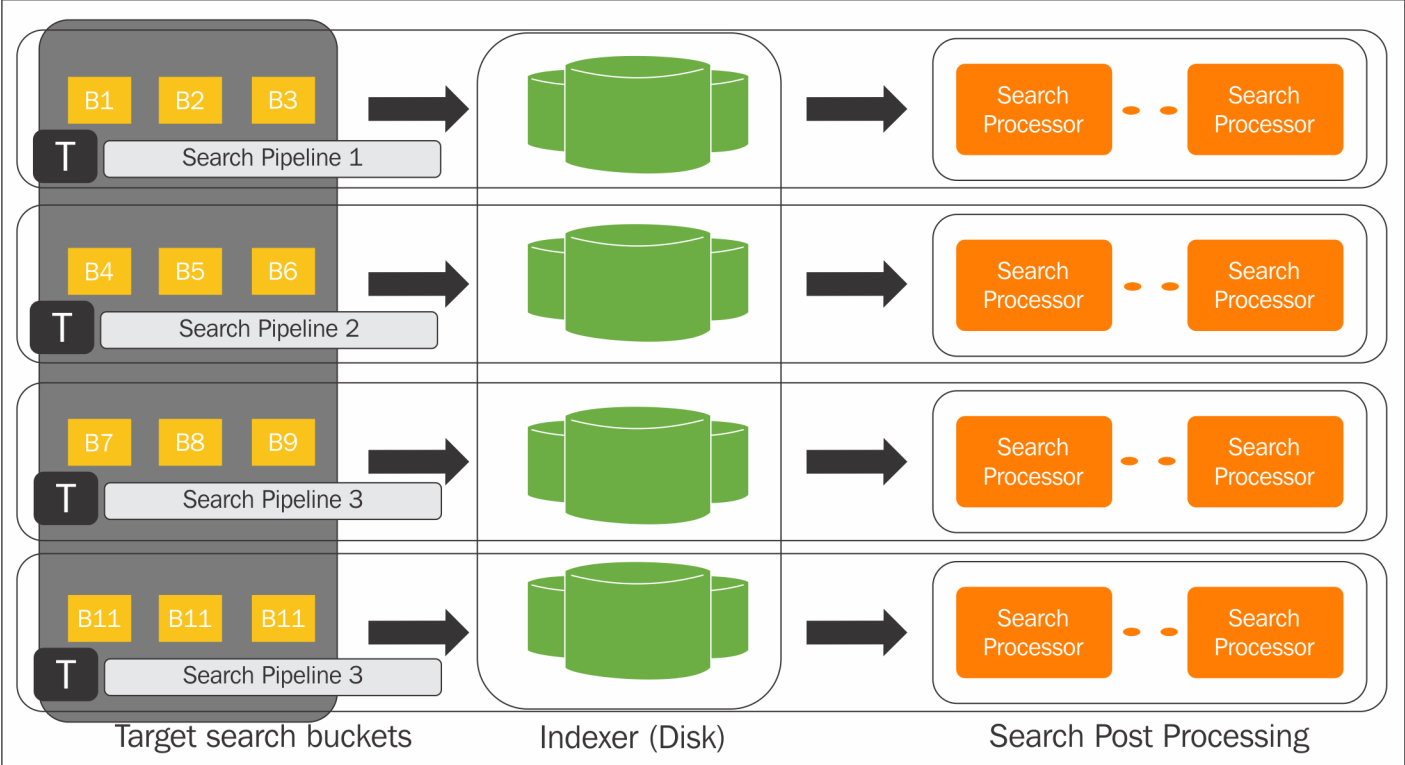 B1 B2 B3
T Search Pipeline 1
Search Processor Search Processor
B4 B5 B6
T Search Pipeline 2
Search Processor Search Processor
B7 B8 B9
T Search Pipeline 3
Search Processor Search Processor
B11 B11 B11
T Search Pipeline 3
Search Processor Search Processor
Target search buckets Indexer (Disk) Search Post Processing